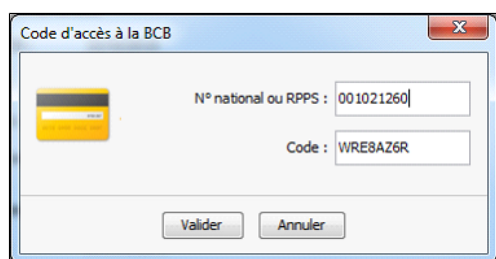 Code d'accès à la BCB
N° national ou RPPS : 001021260
Code : WRE8AZ6R
Valider Annuler